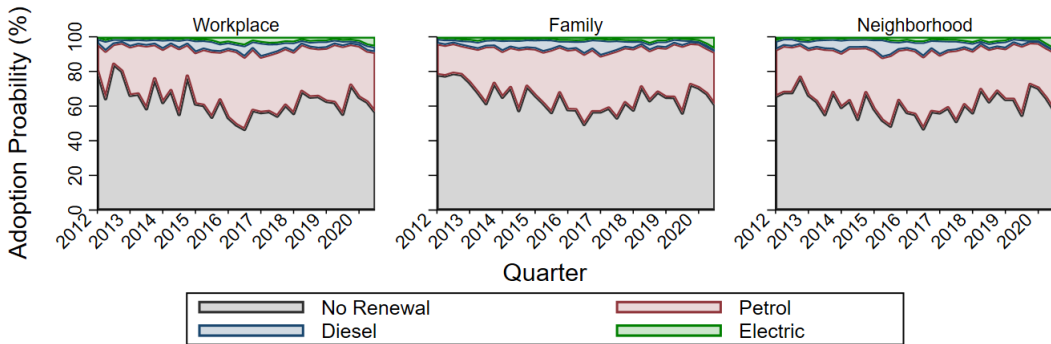 Workplace Family Neighborhood
Adoption Probability (%)
0 20 40 60 80 100
2012 2013 2014 2015 2016 2017 2018 2019 2020
2012 2013 2014 2015 2016 2017 2018 2019 2020
2012 2013 2014 2015 2016 2017 2018 2019 2020
Quarter
No Renewal Petrol
Diesel Electric